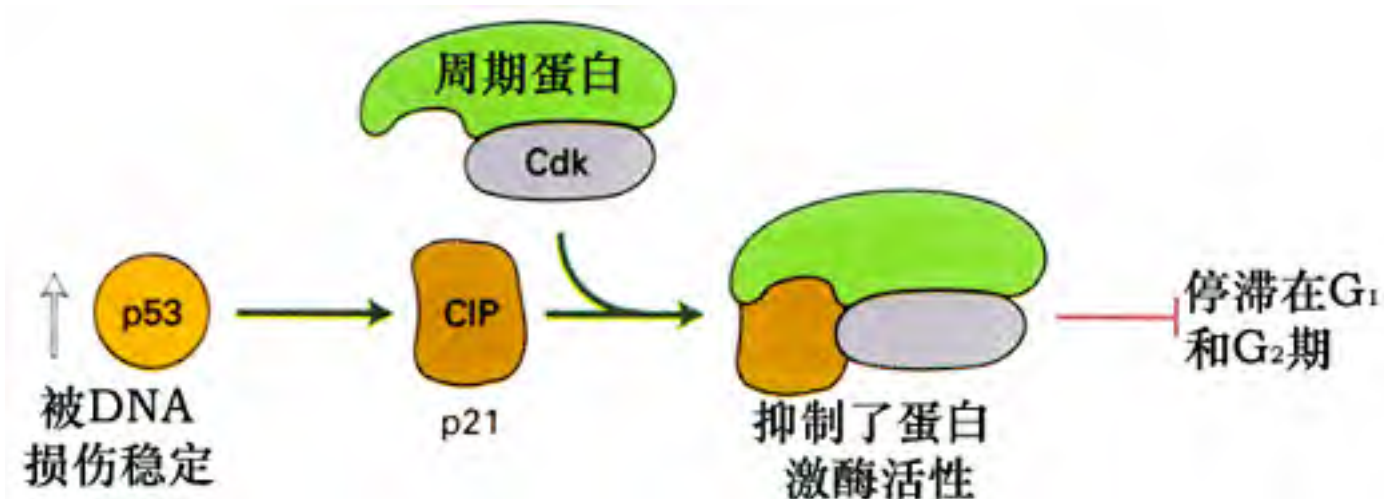 周期蛋白
Cdk
p53
CIP
p21
被DNA
损伤稳定
抑制了蛋白
激酶活性
停滞在G₁
和G₂期